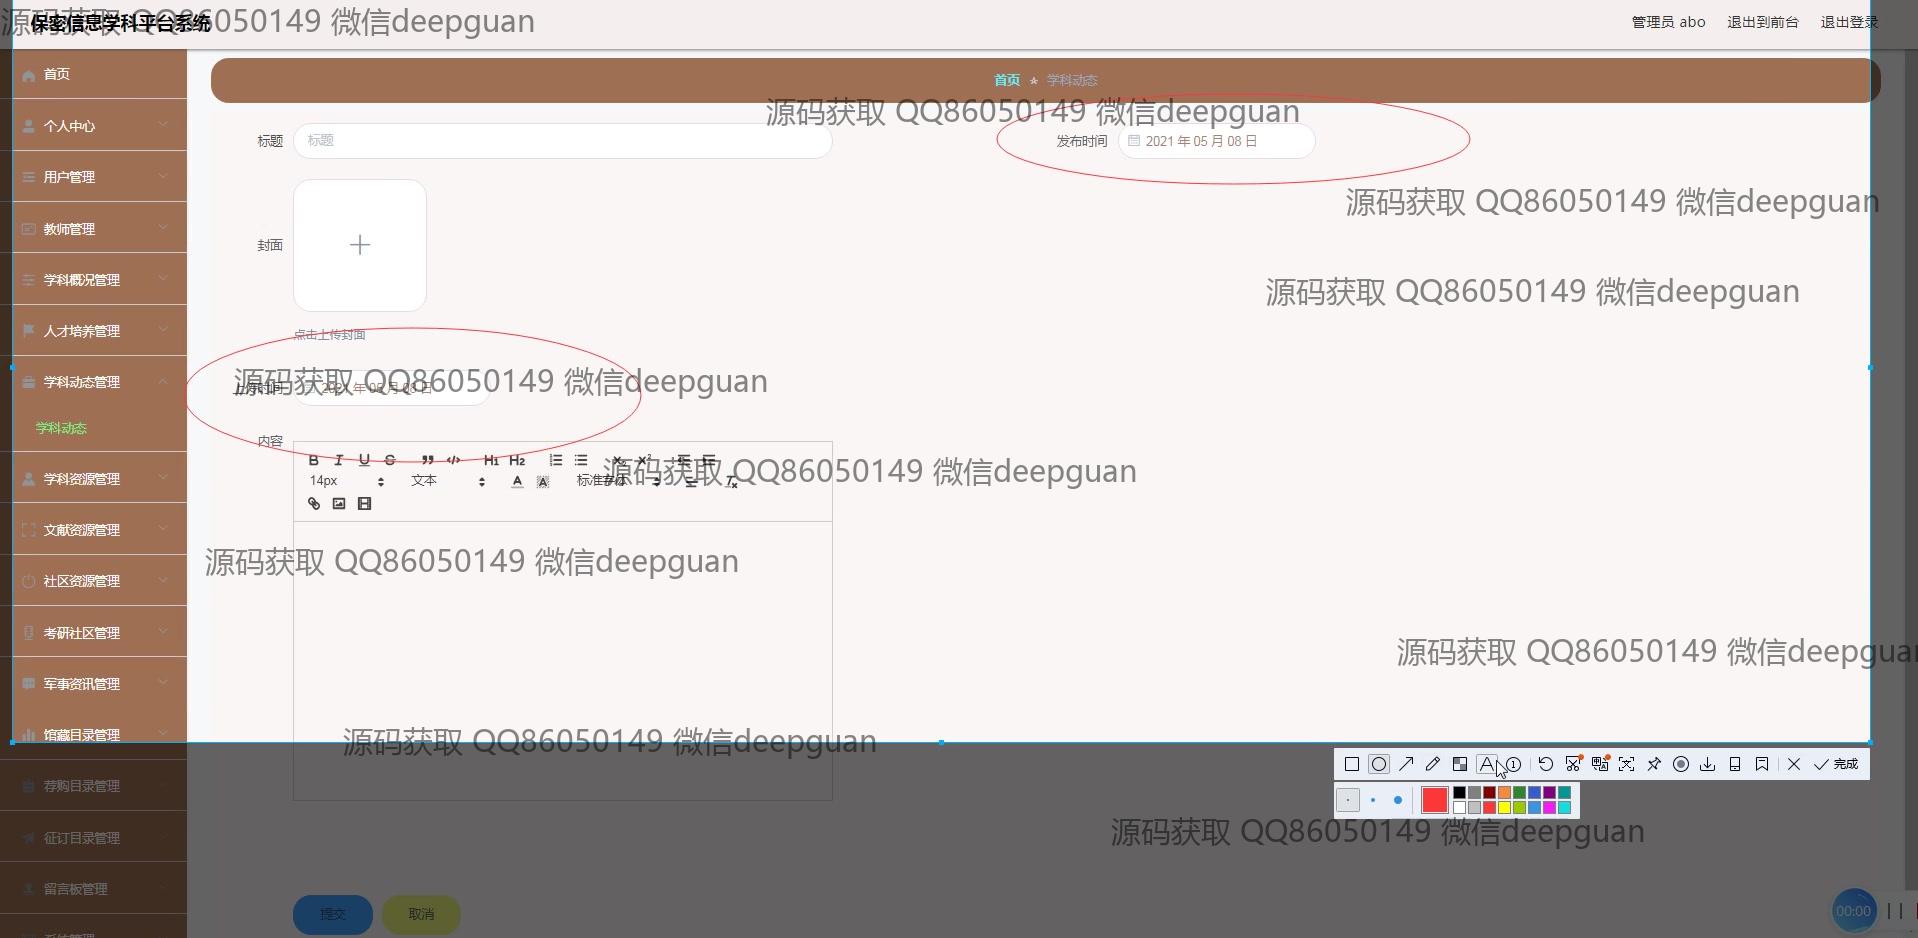 保密信息学科平台系统
源码获取 QQ86050149 微信deepguan
管理员 abo
退出到前台
退出登录
首页
个人中心
用户管理
教师管理
学科概况管理
人才培养管理
学科动态管理
学科动态
学科资源管理
文献资源管理
社区资源管理
考研社区管理
军事资讯管理
馆藏目录管理
荐购目录管理
征订目录管理
留言板管理
首页 学科动态
源码获取 QQ86050149 微信deepguan
标题 标题
发布时间 2021 年 05 月 08 日
源码获取 QQ86050149 微信deepguan
封面
源码获取 QQ86050149 微信deepguan
点击上传封面
源码获取 QQ86050149 微信deepguan
上传时间 2021 年 05 月 08 日
内容
B I U S H1 H2 X2 X2
源码获取 QQ86050149 微信deepguan
14px 文本 A A 标准字体
源码获取 QQ86050149 微信deepguan
源码获取 QQ86050149 微信deepguan
源码获取 QQ86050149 微信deepguan
完成
源码获取 QQ86050149 微信deepguan
提交
取消
00:00